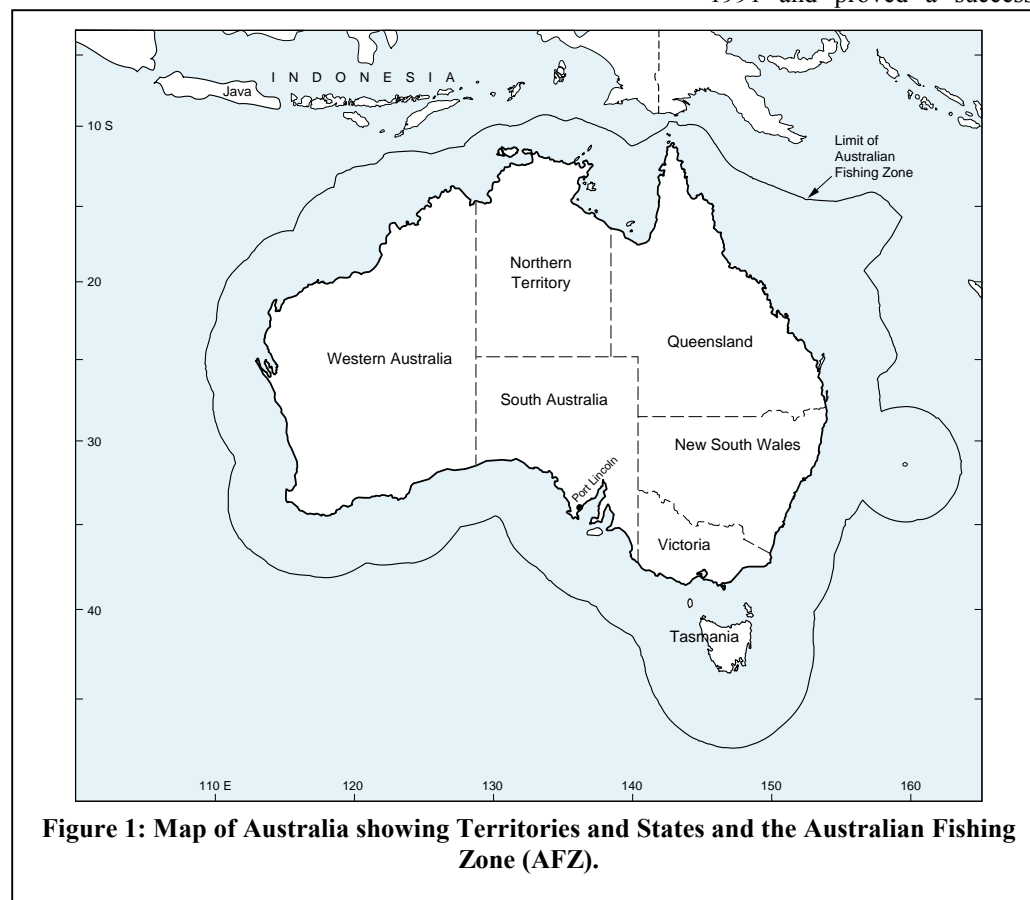 1991 and proved a success
I N D O N E S I A
Java
10 S
Limit of
Australian
Fishing Zone
Northern
Territory
20
Queensland
Western Australia
South Australia
New South Wales
30
Port Lincoln
Victoria
40
Tasmania
110 E 120 130 140 150 160
Figure 1: Map of Australia showing Territories and States and the Australian Fishing
Zone (AFZ).